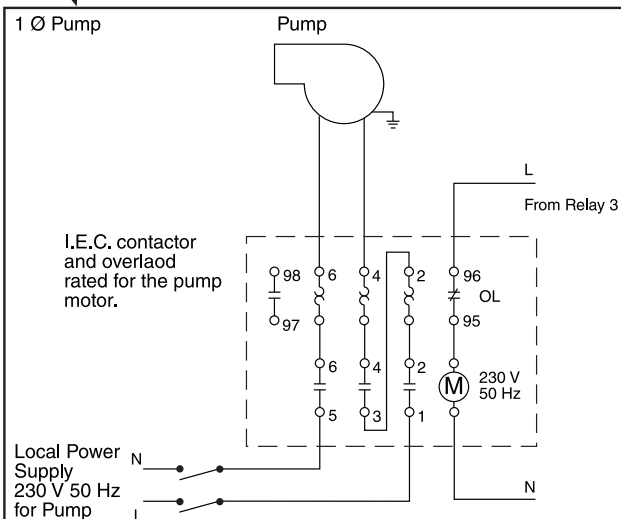 1 Ø Pump
Pump
L
From Relay 3
I.E.C. contactor
and overlaod
rated for the pump
motor.
98 6 4 2 96
OL
97 95
6 4 2
M 230 V
50 Hz
5 3 1
Local Power
Supply
230 V 50 Hz
for Pump
N
L
N